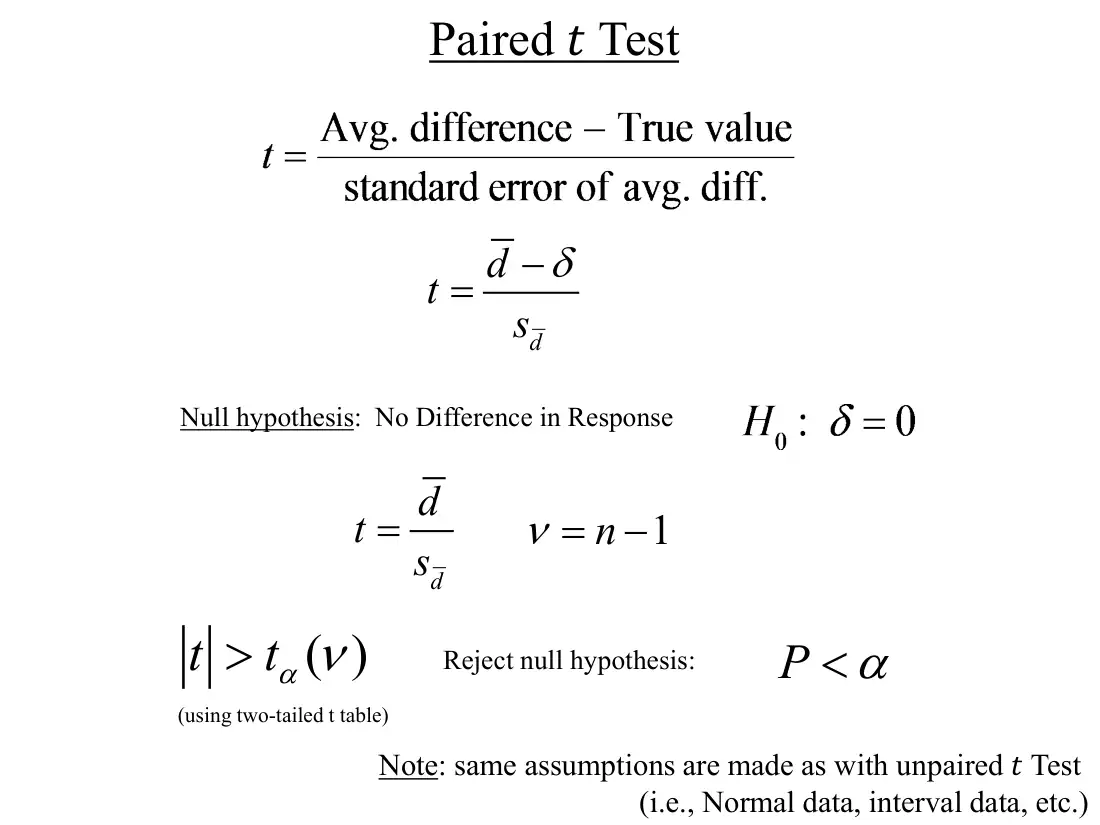 Paired t Test
t = Avg. difference – True value / standard error of avg. diff.
t = d̄ − δ / s_d̄
Null hypothesis: No Difference in Response H₀ : δ = 0
t = d̄ / s_d̄ ν = n − 1
|t| > t_α (ν) Reject null hypothesis: P < α
(using two-tailed t table)
Note: same assumptions are made as with unpaired t Test
(i.e., Normal data, interval data, etc.)